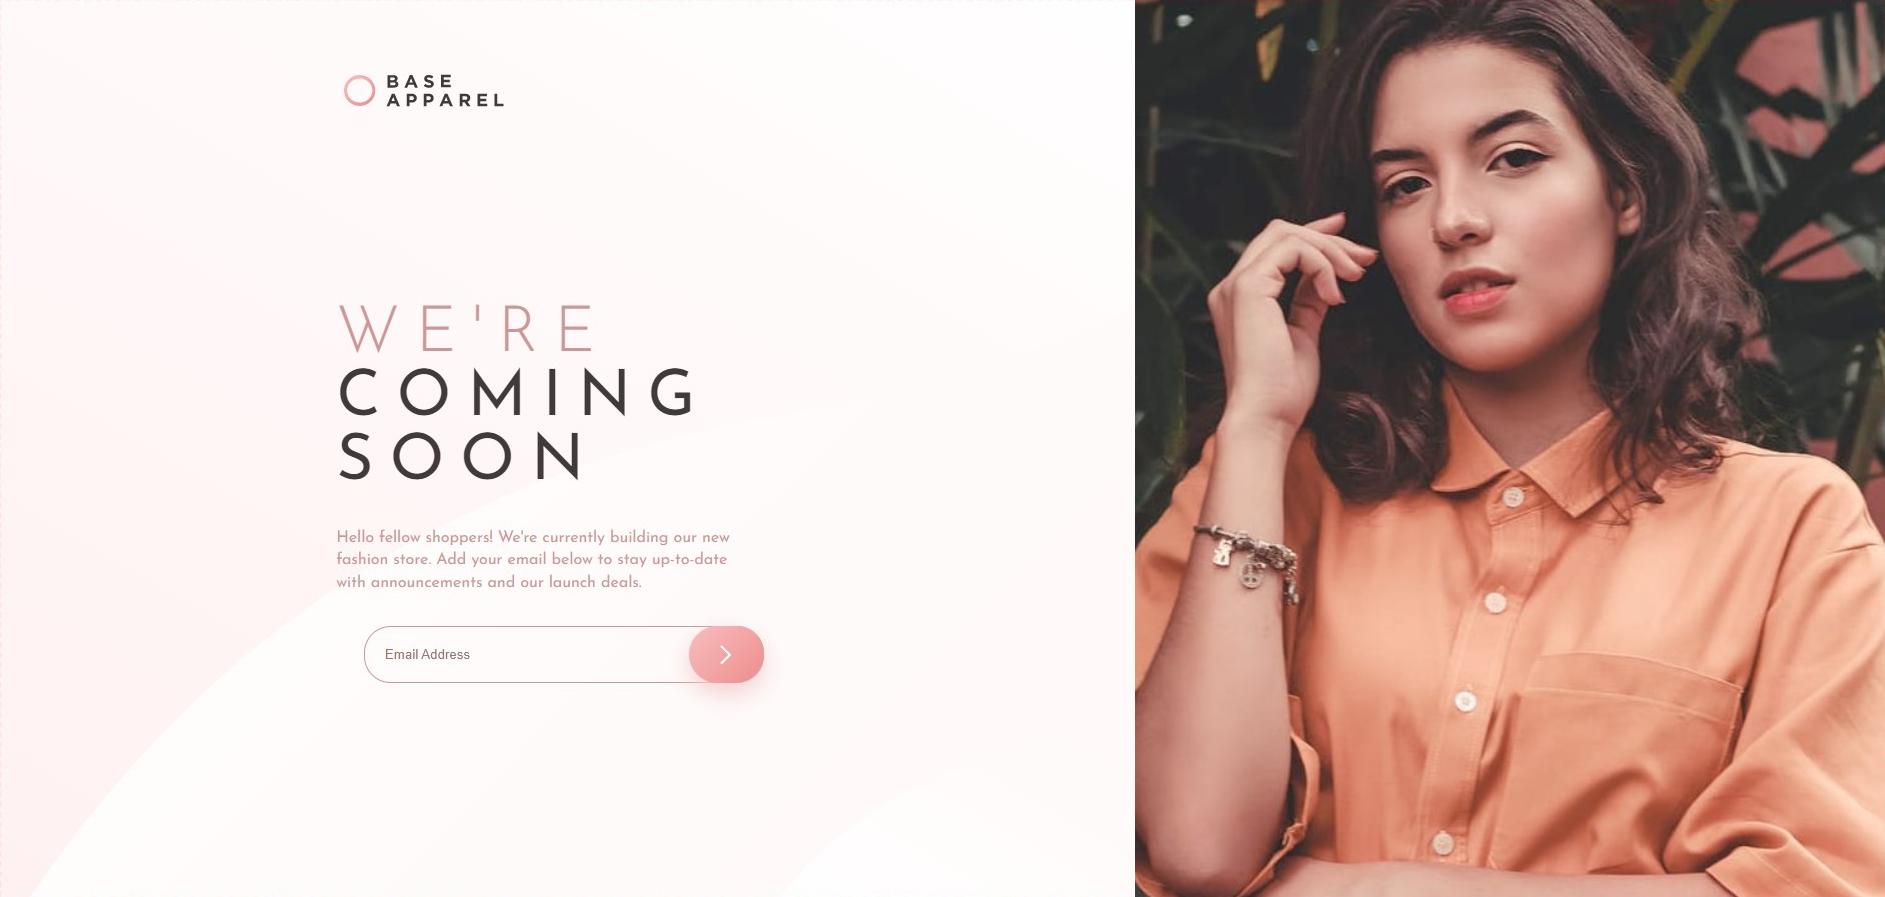 BASE
APPAREL
WE'RE
COMING
SOON
Hello fellow shoppers! We're currently building our new
fashion store. Add your email below to stay up-to-date
with announcements and our launch deals.
Email Address